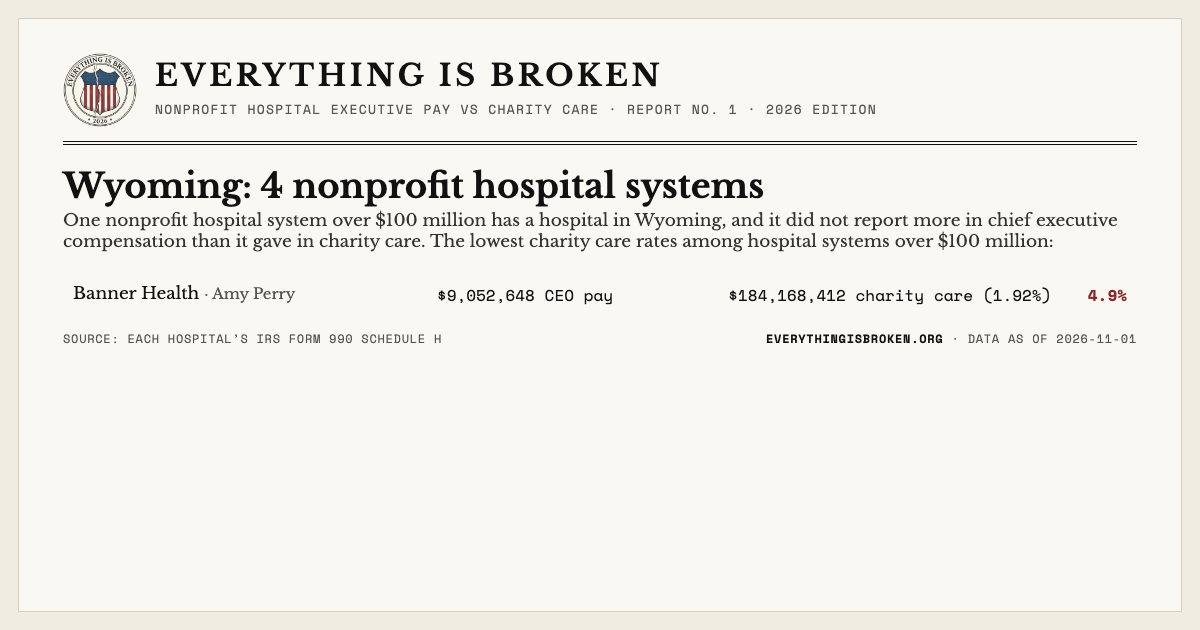 EVERYTHING IS BROKEN
2026
EVERYTHING IS BROKEN
NONPROFIT HOSPITAL EXECUTIVE PAY VS CHARITY CARE · REPORT NO. 1 · 2026 EDITION
Wyoming: 4 nonprofit hospital systems
One nonprofit hospital system over $100 million has a hospital in Wyoming, and it did not report more in chief executive
compensation than it gave in charity care. The lowest charity care rates among hospital systems over $100 million:
Banner Health · Amy Perry $9,052,648 CEO pay $184,168,412 charity care (1.92%) 4.9%
SOURCE: EACH HOSPITAL’S IRS FORM 990 SCHEDULE H EVERYTHINGISBROKEN.ORG · DATA AS OF 2026-11-01